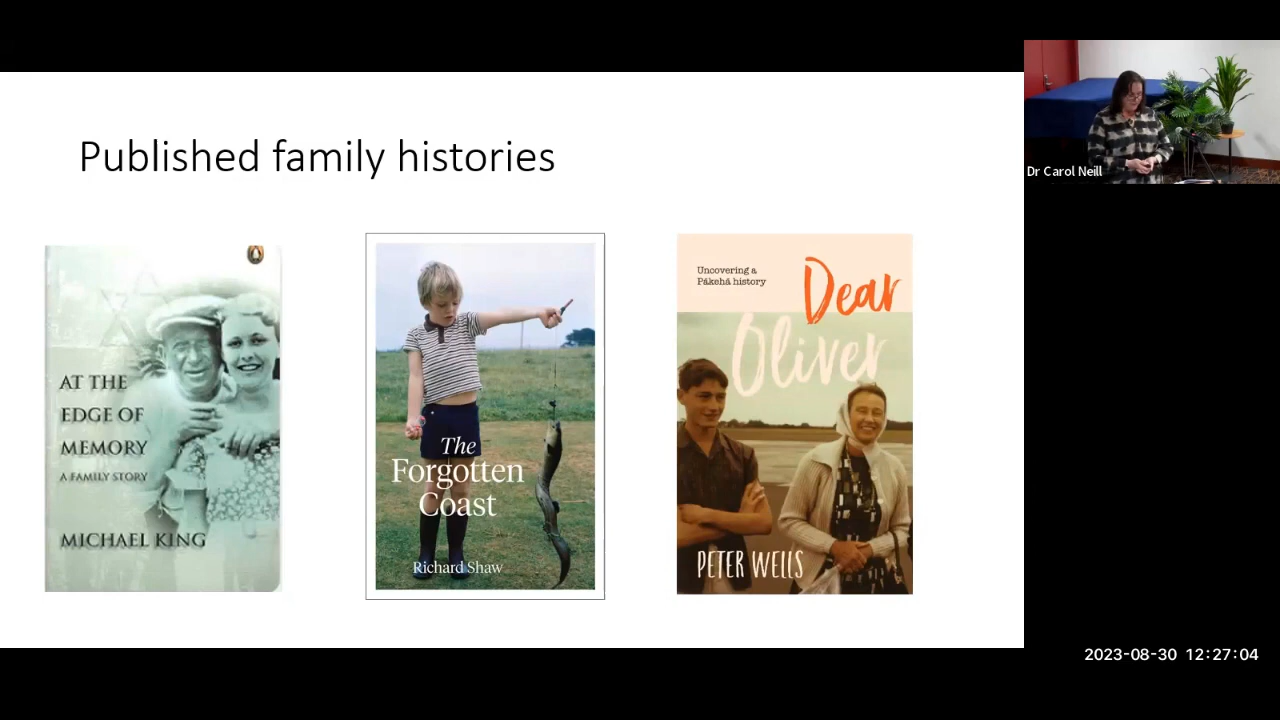 Published family histories
AT THE
EDGE OF
MEMORY
A FAMILY STORY
MICHAEL KING
The
Forgotten
Coast
Richard Shaw
Uncovering a
Pākehā history
Dear
Oliver
PETER WELLS
Dr Carol Neill
2023-08-30 12:27:04